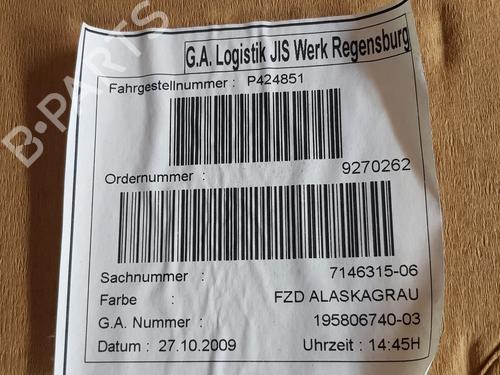 G.A. Logistik JIS Werk Regensburg
Fahrgestellnummer : P424851
Ordernummer : 9270262
Sachnummer : 7146315-06
Farbe : FZD ALASKAGRAU
G.A. Nummer : 195806740-03
Datum : 27.10.2009 Uhrzeit : 14:45H
B-PARTS